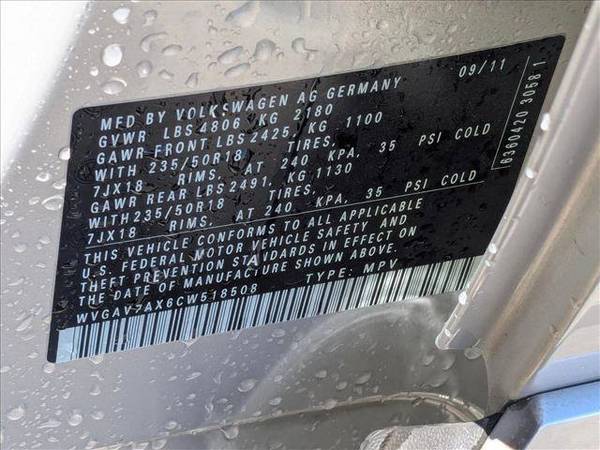 MFD BY VOLKSWAGEN AG GERMANY 09/11
GVWR LBS 4806 KG 2180
GAWR FRONT LBS 2425, KG 1100
WITH 235/50R18 TIRES,
7JX18 RIMS. AT 240 KPA, 35 PSI COLD
GAWR REAR LBS 2491, KG 1130
WITH 235/50R18 TIRES,
7JX18 RIMS. AT 240 KPA, 35 PSI COLD
THIS VEHICLE CONFORMS TO ALL APPLICABLE
U.S. FEDERAL MOTOR VEHICLE SAFETY AND
THEFT PREVENTION STANDARDS IN EFFECT ON
THE DATE OF MANUFACTURE SHOWN ABOVE.
WVGAV7AX6CW518508 TYPE: MPV
6360420 3058 1